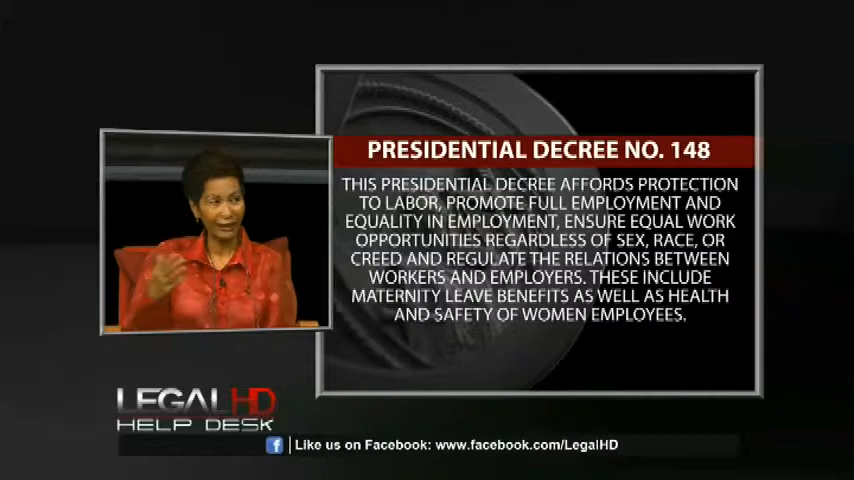 PRESIDENTIAL DECREE NO. 148
THIS PRESIDENTIAL DECREE AFFORDS PROTECTION
TO LABOR, PROMOTE FULL EMPLOYMENT AND
EQUALITY IN EMPLOYMENT, ENSURE EQUAL WORK
OPPORTUNITIES REGARDLESS OF SEX, RACE, OR
CREED AND REGULATE THE RELATIONS BETWEEN
WORKERS AND EMPLOYERS. THESE INCLUDE
MATERNITY LEAVE BENEFITS AS WELL AS HEALTH
AND SAFETY OF WOMEN EMPLOYEES.
LEGALHD
HELP DESK
f Like us on Facebook: www.facebook.com/LegalHD